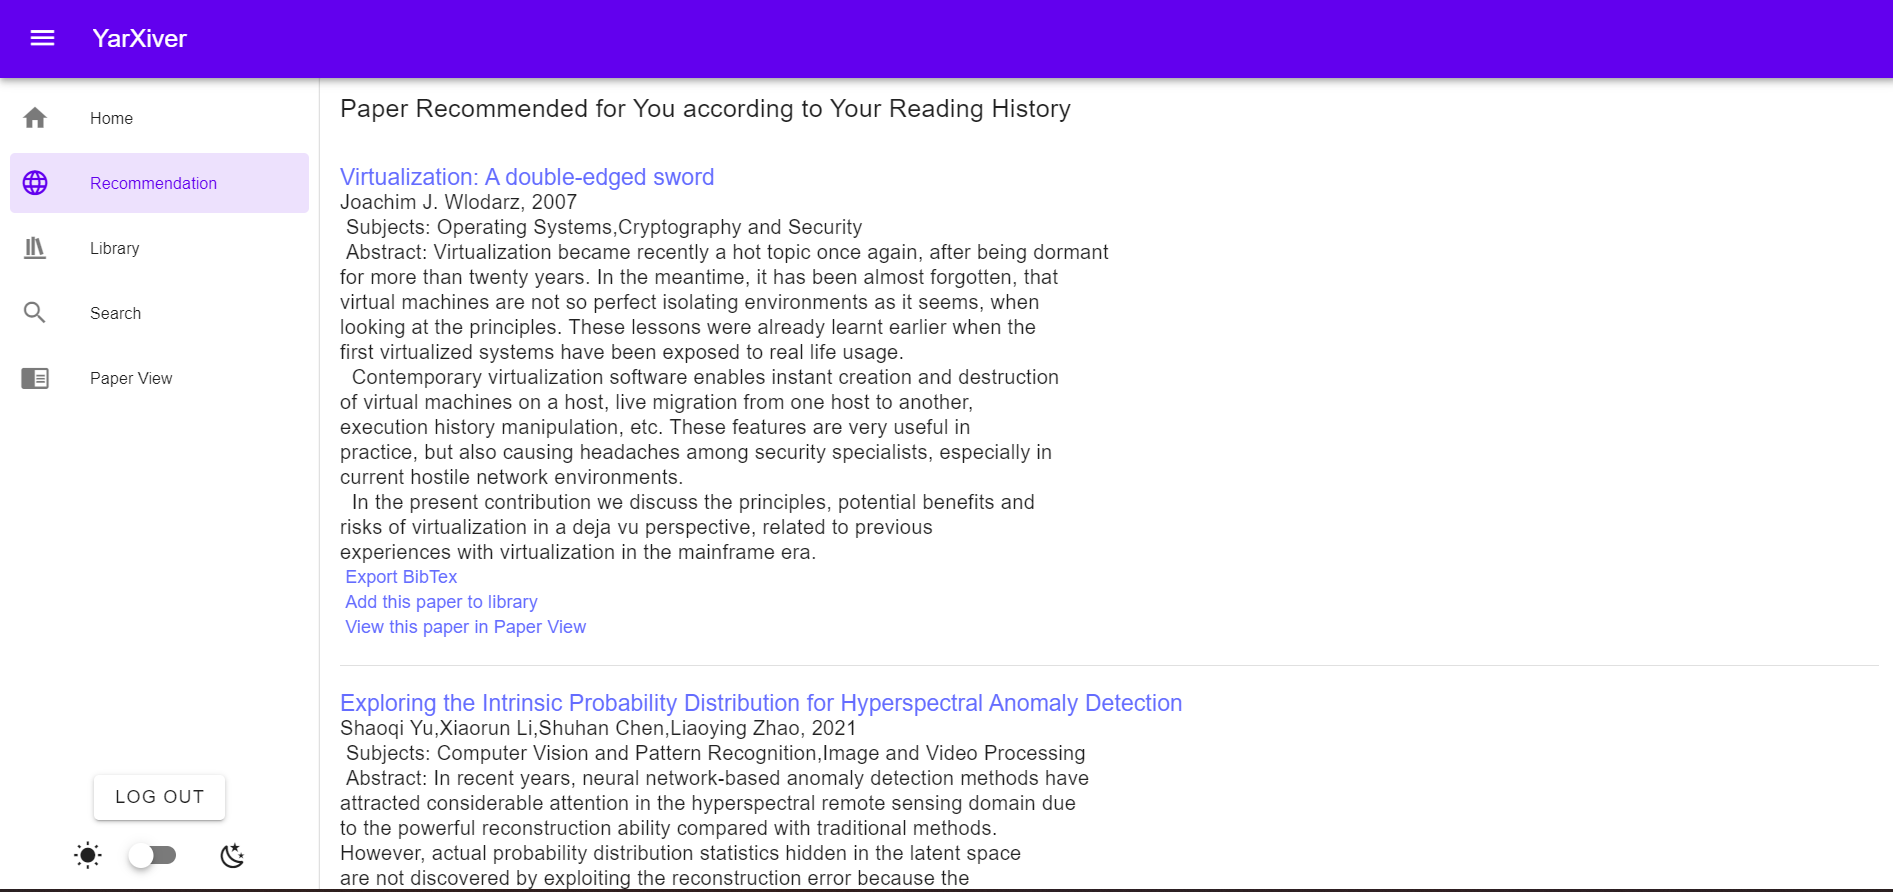 YarXiver
Home
Recommendation
Library
Search
Paper View
LOG OUT
Paper Recommended for You according to Your Reading History
Virtualization: A double-edged sword
Joachim J. Wlodarz, 2007
Subjects: Operating Systems,Cryptography and Security
Abstract: Virtualization became recently a hot topic once again, after being dormant
for more than twenty years. In the meantime, it has been almost forgotten, that
virtual machines are not so perfect isolating environments as it seems, when
looking at the principles. These lessons were already learnt earlier when the
first virtualized systems have been exposed to real life usage.
Contemporary virtualization software enables instant creation and destruction
of virtual machines on a host, live migration from one host to another,
execution history manipulation, etc. These features are very useful in
practice, but also causing headaches among security specialists, especially in
current hostile network environments.
In the present contribution we discuss the principles, potential benefits and
risks of virtualization in a deja vu perspective, related to previous
experiences with virtualization in the mainframe era.
Export BibTex
Add this paper to library
View this paper in Paper View
Exploring the Intrinsic Probability Distribution for Hyperspectral Anomaly Detection
Shaoqi Yu,Xiaorun Li,Shuhan Chen,Liaoying Zhao, 2021
Subjects: Computer Vision and Pattern Recognition,Image and Video Processing
Abstract: In recent years, neural network-based anomaly detection methods have
attracted considerable attention in the hyperspectral remote sensing domain due
to the powerful reconstruction ability compared with traditional methods.
However, actual probability distribution statistics hidden in the latent space
are not discovered by exploiting the reconstruction error because the